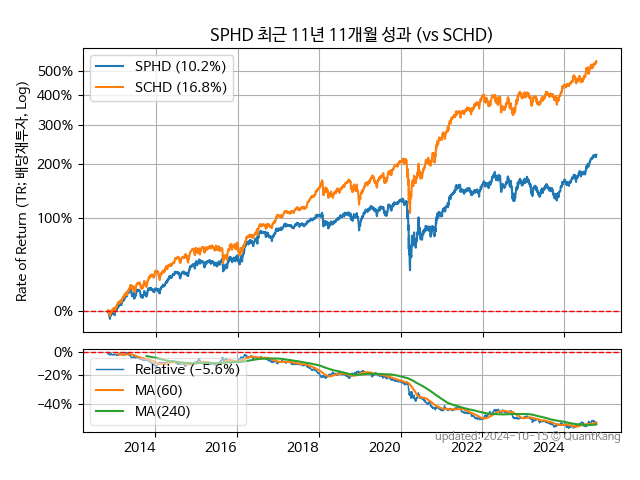 SPHD 최근 11년 11개월 성과 (vs SCHD)
Rate of Return (TR: 배당재투자, Log)
500%
400%
300%
200%
100%
0%
SPHD (10.2%)
SCHD (16.8%)
0%
-20%
-40%
Relative (-5.6%)
MA(60)
MA(240)
2014
2016
2018
2020
2022
2024
updated: 2024-10-15 © QuantKang